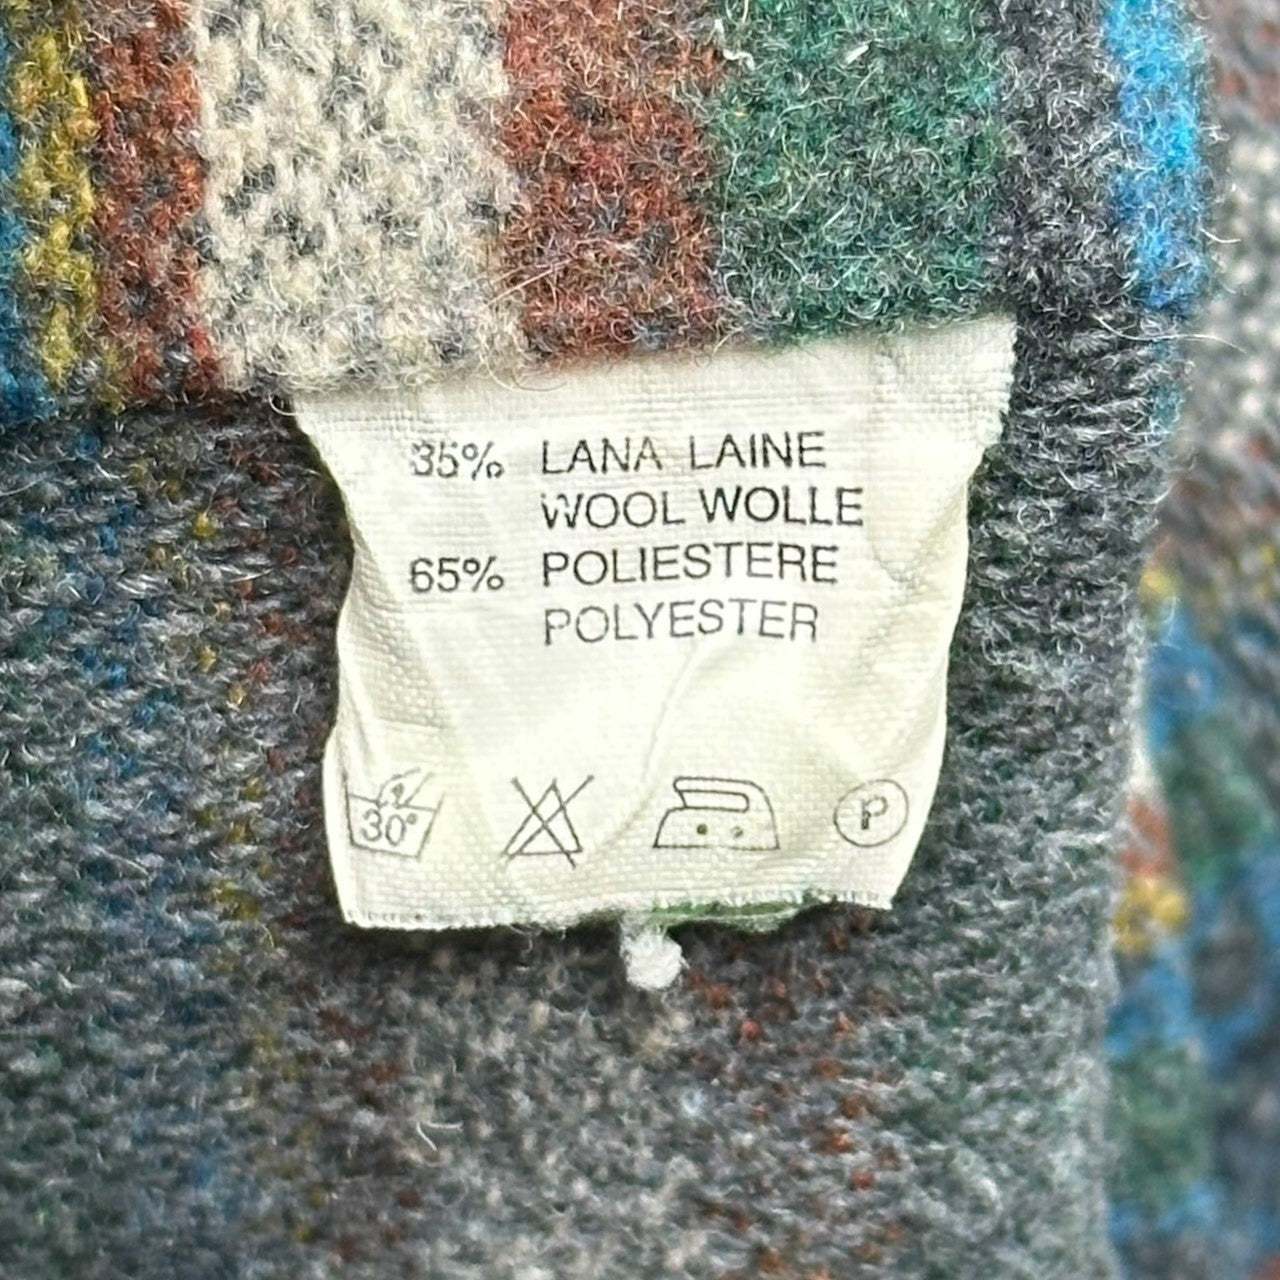 35% LANA LAINE
WOOL WOLLE
65% POLIESTERE
POLYESTER
30° P